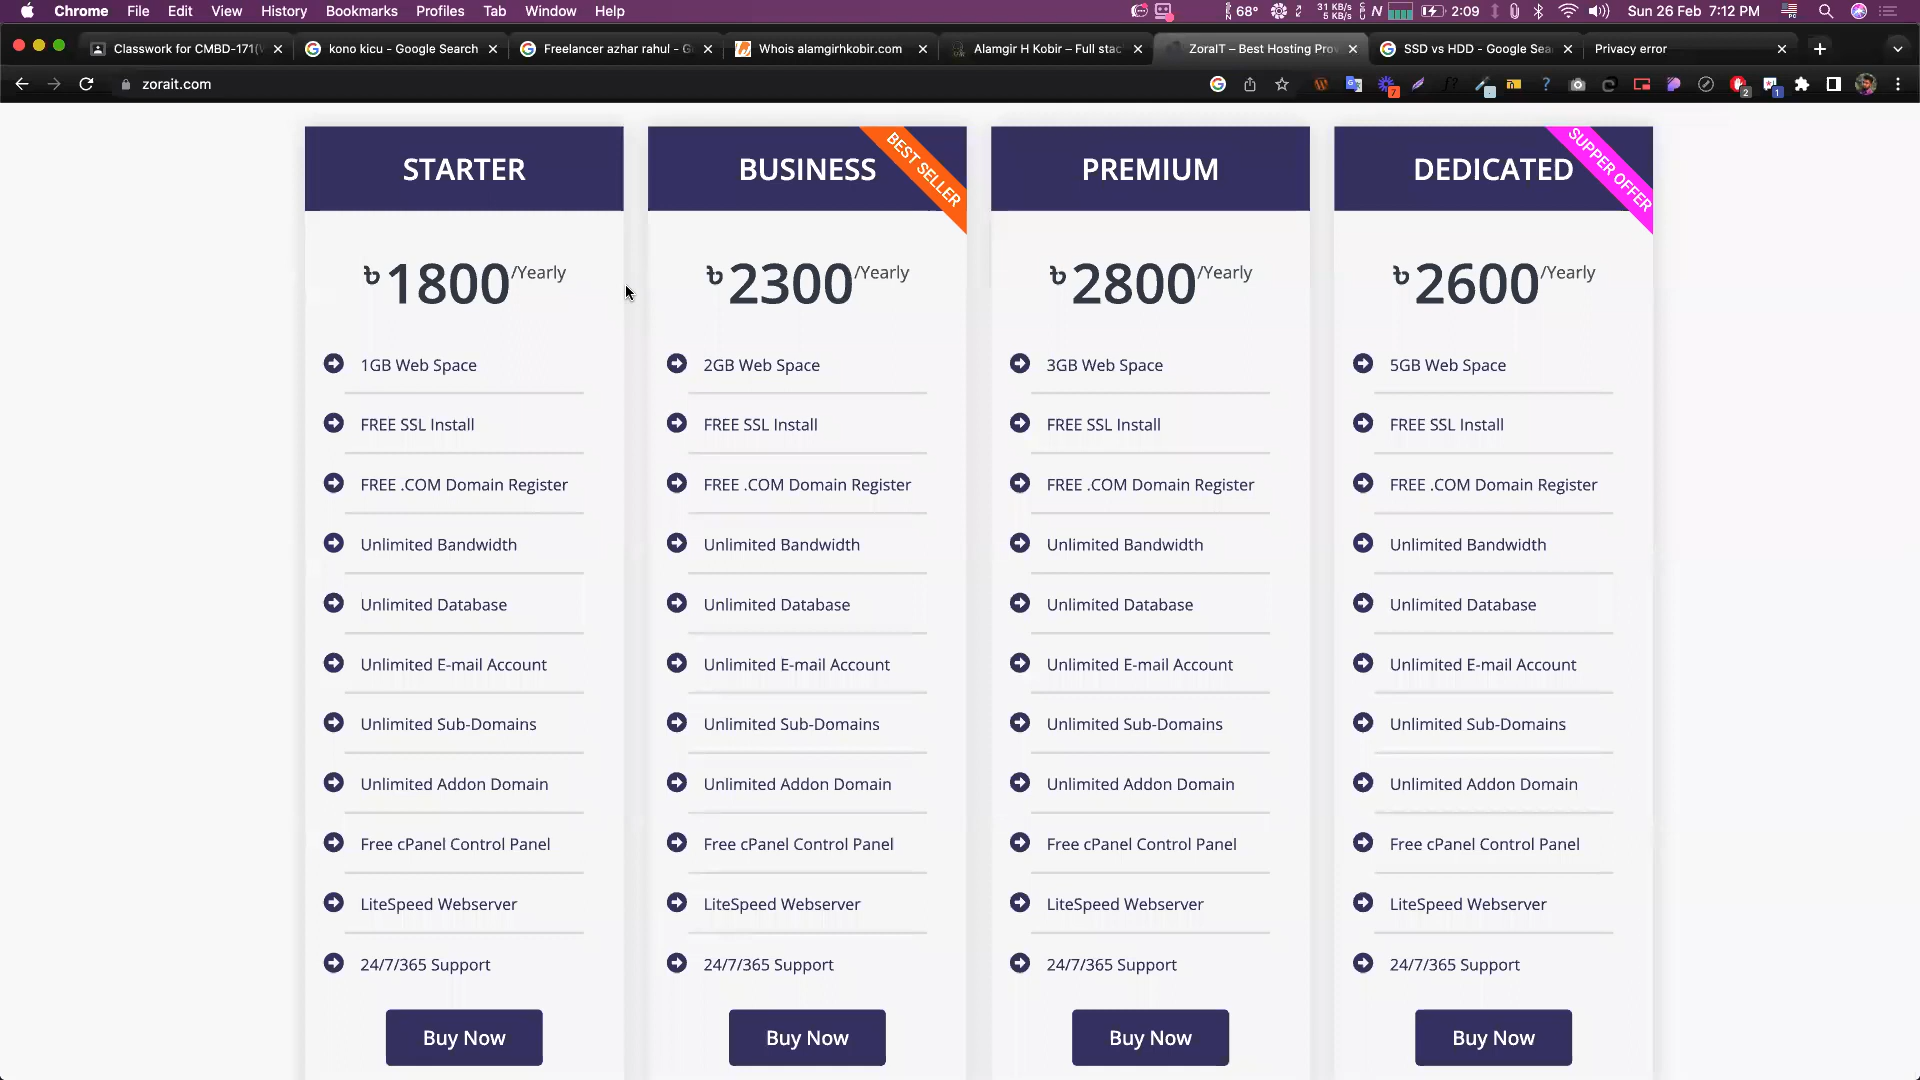 Chrome File Edit View History Bookmarks Profiles Tab Window Help 68° 31 KB/s 5 KB/s 2:09 Sun 26 Feb 7:12 PM
Classwork for CMBD-171( kono kicu - Google Search Freelancer azhar rahul - G Whois alamgirhkobir.com Alamgir H Kobir – Full stac ZoraIT – Best Hosting Prov SSD vs HDD - Google Sea Privacy error
zorait.com
STARTER
৳1800/Yearly
1GB Web Space
FREE SSL Install
FREE .COM Domain Register
Unlimited Bandwidth
Unlimited Database
Unlimited E-mail Account
Unlimited Sub-Domains
Unlimited Addon Domain
Free cPanel Control Panel
LiteSpeed Webserver
24/7/365 Support
Buy Now
BUSINESS
BEST SELLER
৳2300/Yearly
2GB Web Space
FREE SSL Install
FREE .COM Domain Register
Unlimited Bandwidth
Unlimited Database
Unlimited E-mail Account
Unlimited Sub-Domains
Unlimited Addon Domain
Free cPanel Control Panel
LiteSpeed Webserver
24/7/365 Support
Buy Now
PREMIUM
৳2800/Yearly
3GB Web Space
FREE SSL Install
FREE .COM Domain Register
Unlimited Bandwidth
Unlimited Database
Unlimited E-mail Account
Unlimited Sub-Domains
Unlimited Addon Domain
Free cPanel Control Panel
LiteSpeed Webserver
24/7/365 Support
Buy Now
DEDICATED
SUPPER OFFER
৳2600/Yearly
5GB Web Space
FREE SSL Install
FREE .COM Domain Register
Unlimited Bandwidth
Unlimited Database
Unlimited E-mail Account
Unlimited Sub-Domains
Unlimited Addon Domain
Free cPanel Control Panel
LiteSpeed Webserver
24/7/365 Support
Buy Now